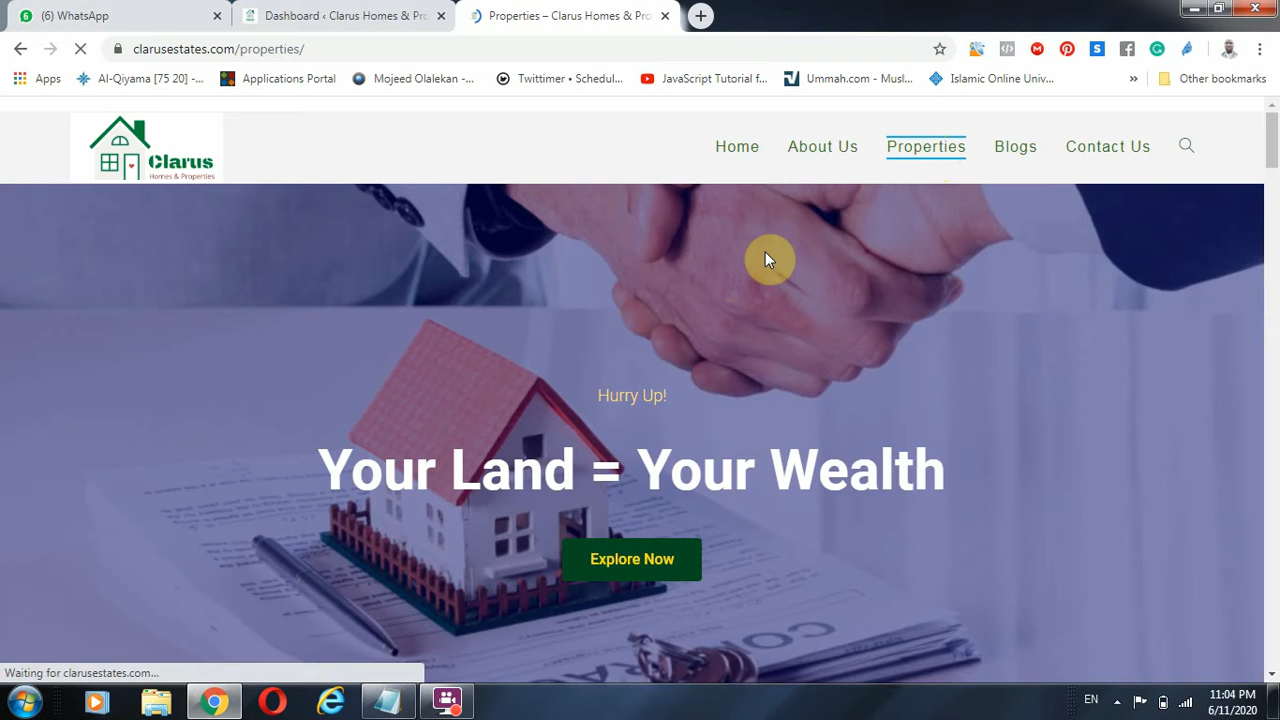 6 (6) WhatsApp
Dashboard ‹ Clarus Homes & Pr
Properties – Clarus Homes & Pro
clarusestates.com/properties/
Apps
Al-Qiyama [75 20] -...
Applications Portal
Mojeed Olalekan -...
Twittimer • Schedul...
JavaScript Tutorial f...
Ummah.com - Musl...
Islamic Online Univ...
»
Other bookmarks
Clarus
Homes & Properties
Home
About Us
Properties
Blogs
Contact Us
Hurry Up!
Your Land = Your Wealth
Explore Now
Waiting for clarusestates.com...
EN
11:04 PM
6/11/2020